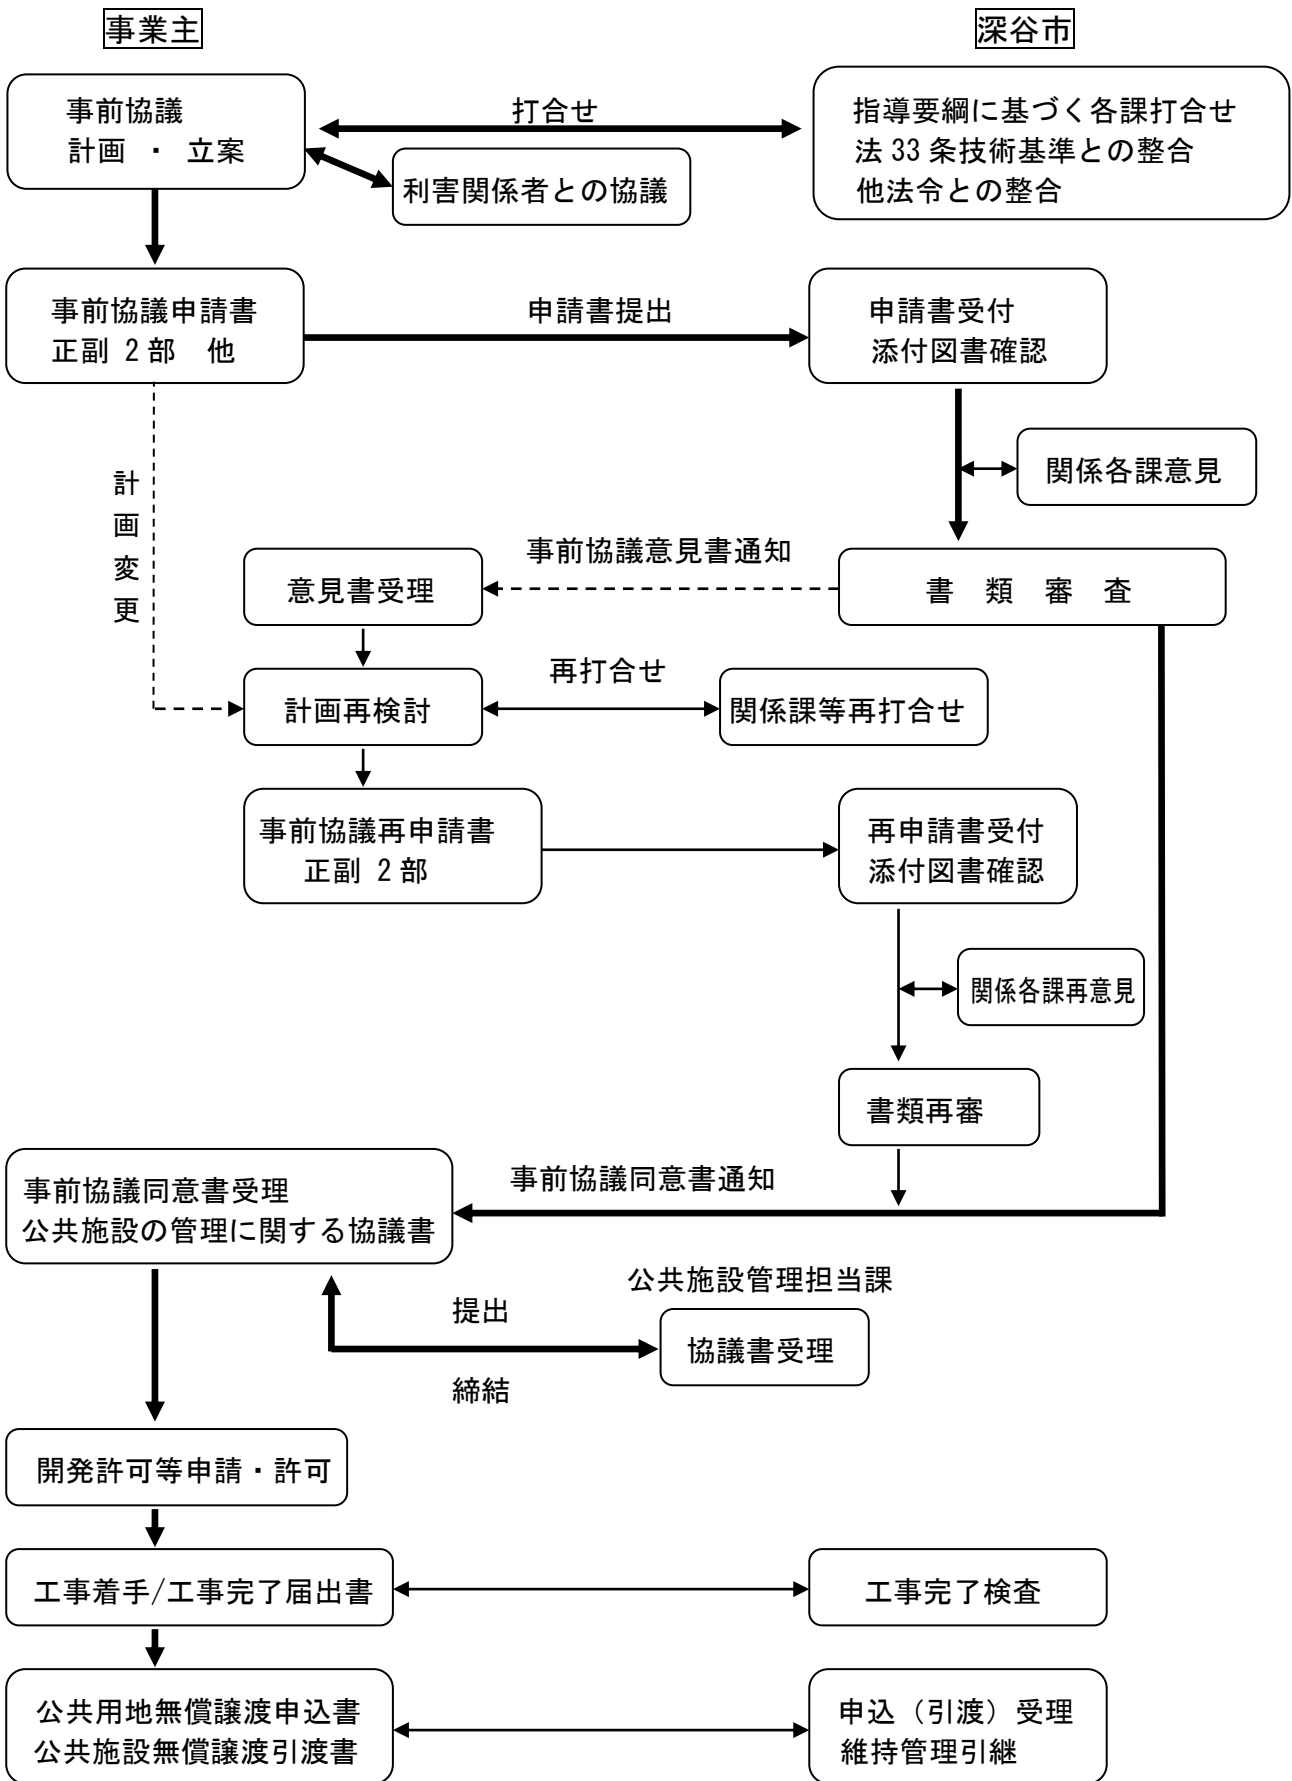 事業主
深谷市
事前協議
計画 ・ 立案
打合せ
指導要綱に基づく各課打合せ
法33条技術基準との整合
他法令との整合
利害関係者との協議
事前協議申請書
正副 2部 他
申請書提出
申請書受付
添付図書確認
関係各課意見
計画変更
事前協議意見書通知
意見書受理
書 類 審 査
再打合せ
計画再検討
関係課等再打合せ
事前協議再申請書
正副 2部
再申請書受付
添付図書確認
関係各課再意見
書類再審
事前協議同意書通知
事前協議同意書受理
公共施設の管理に関する協議書
公共施設管理担当課
提出
協議書受理
締結
開発許可等申請・許可
工事着手/工事完了届出書
工事完了検査
公共用地無償譲渡申込書
公共施設無償譲渡引渡書
申込（引渡）受理
維持管理引継